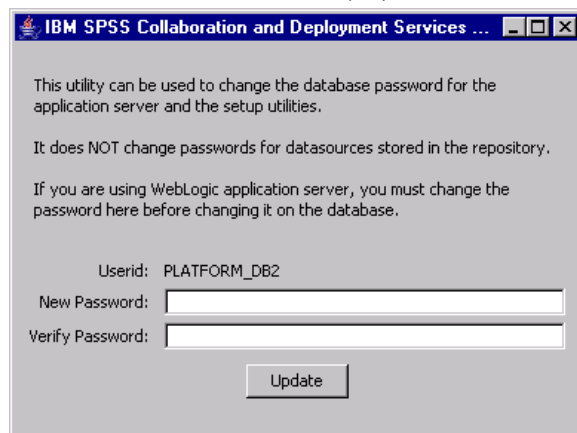 IBM SPSS Collaboration and Deployment Services ...
This utility can be used to change the database password for the
application server and the setup utilities.
It does NOT change passwords for datasources stored in the repository.
If you are using WebLogic application server, you must change the
password here before changing it on the database.
Userid: PLATFORM_DB2
New Password:
Verify Password:
Update